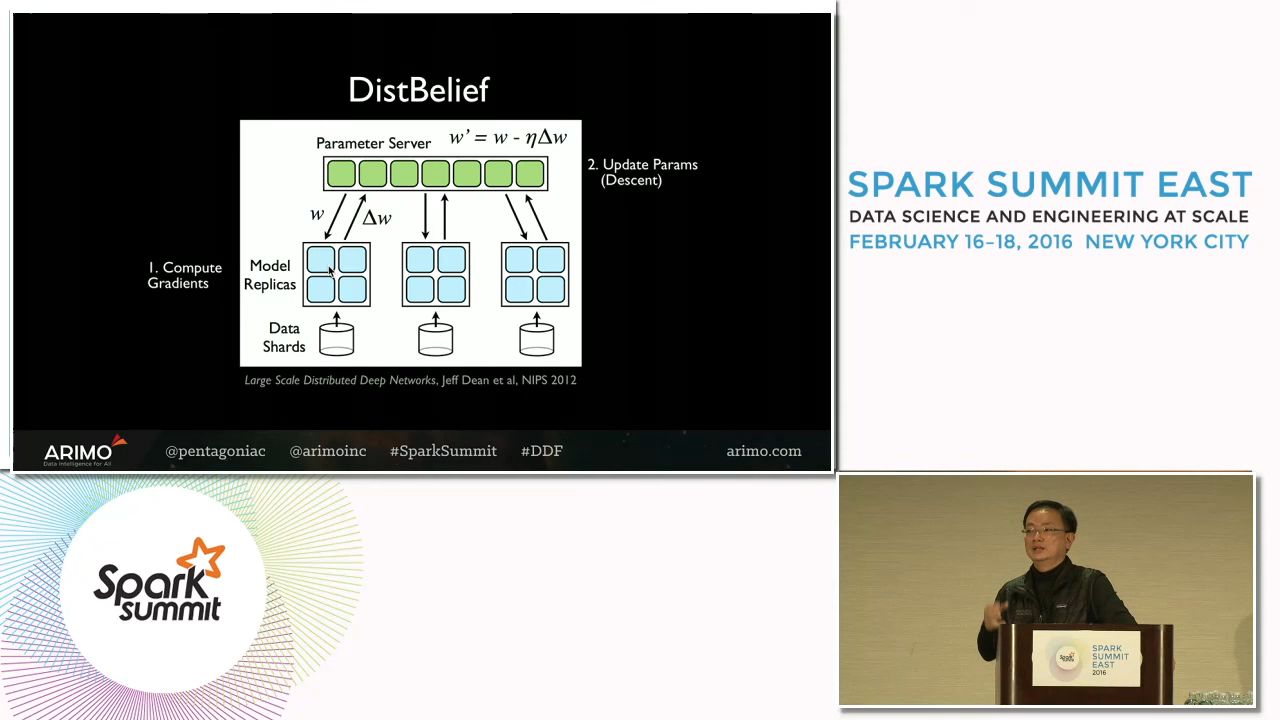 DistBelief
Parameter Server
w' = w - ηΔw
2. Update Params
(Descent)
w
Δw
1. Compute
Gradients
Model
Replicas
Data
Shards
Large Scale Distributed Deep Networks, Jeff Dean et al, NIPS 2012
ARIMO
Data Intelligence for All
@pentagoniac
@arimoinc
#SparkSummit
#DDF
arimo.com
SPARK SUMMIT EAST
DATA SCIENCE AND ENGINEERING AT SCALE
FEBRUARY 16–18, 2016 NEW YORK CITY
Spark
summit
SPARK
SUMMIT
EAST
2016